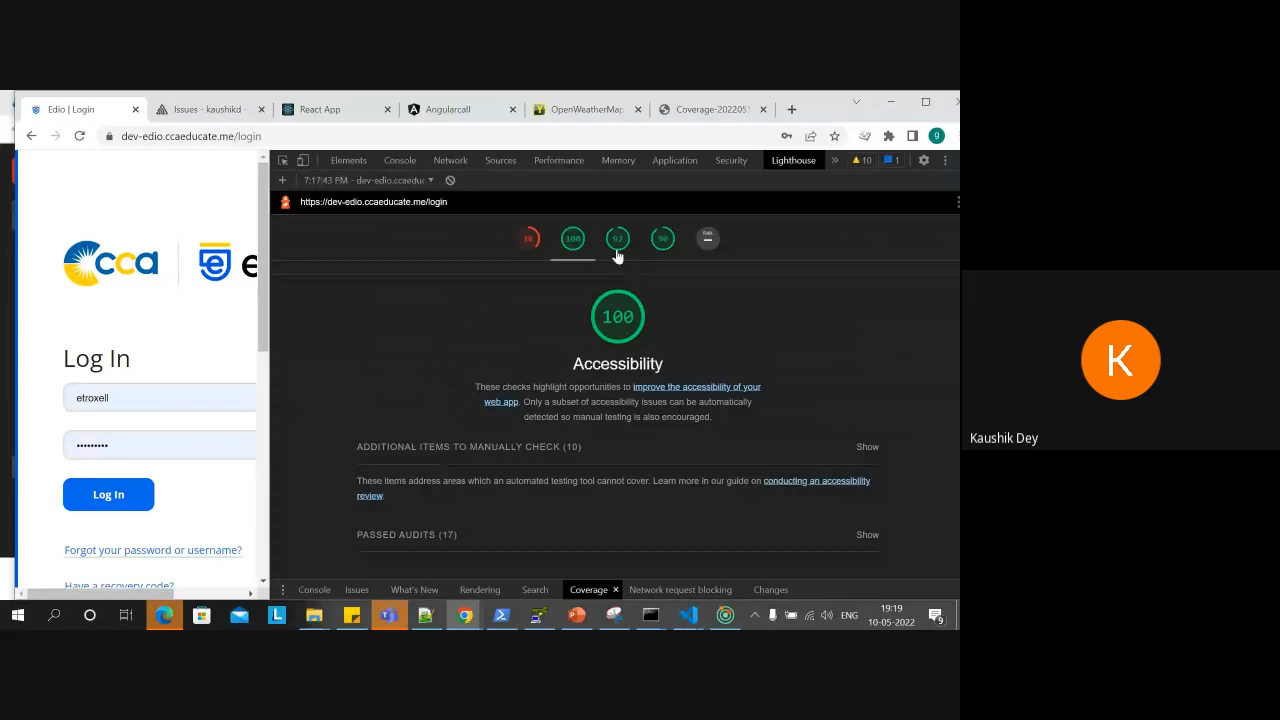 Edio | Login
Issues - kaushikd -
React App
Angularcall
OpenWeatherMap
Coverage-202205
dev-edio.ccaeducate.me/login
g
Elements
Console
Network
Sources
Performance
Memory
Application
Security
Lighthouse
10
1
7:17:43 PM - dev-edio.ccaeduc
https://dev-edio.ccaeducate.me/login
38
100
92
90
PWA
cca
e
100
Accessibility
These checks highlight opportunities to improve the accessibility of your
web app. Only a subset of accessibility issues can be automatically
detected so manual testing is also encouraged.
Log In
etroxell
•••••••••
Log In
Forgot your password or username?
Have a recovery code?
ADDITIONAL ITEMS TO MANUALLY CHECK (10)
Show
These items address areas which an automated testing tool cannot cover. Learn more in our guide on conducting an accessibility
review.
PASSED AUDITS (17)
Show
Console
Issues
What's New
Rendering
Search
Coverage
Network request blocking
Changes
L
ENG
19:19
10-05-2022
9
K
Kaushik Dey